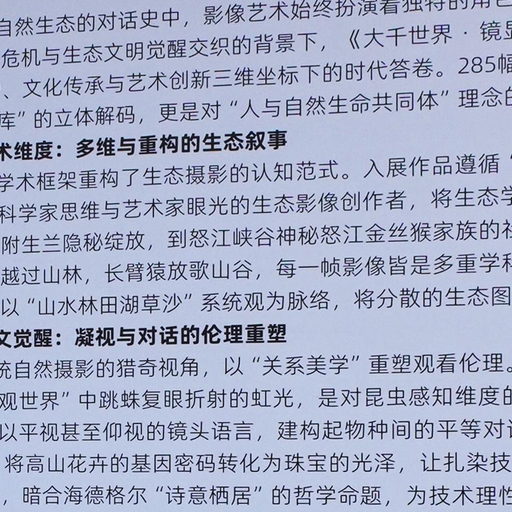 自然生态的对话史中，影像艺术始终扮演着独特的角色
危机与生态文明觉醒交织的背景下，《大千世界·镜显
、文化传承与艺术创新三维坐标下的时代答卷。285幅
库”的立体解码，更是对“人与自然生命共同体”理念的
术维度：多维与重构的生态叙事
学术框架重构了生态摄影的认知范式。入展作品遵循“
科学家思维与艺术家眼光的生态影像创作者，将生态学
附生兰隐秘绽放，到怒江峡谷神秘怒江金丝猴家族的社
越过山林，长臂猿放歌山谷，每一帧影像皆是多重学科
以“山水林田湖草沙”系统观为脉络，将分散的生态图
文觉醒：凝视与对话的伦理重塑
统自然摄影的猎奇视角，以“关系美学”重塑观看伦理。
观世界”中跳蛛复眼折射的虹光，是对昆虫感知维度的
以平视甚至仰视的镜头语言，建构起物种间的平等对话
将高山花卉的基因密码转化为珠宝的光泽，让扎染技
，暗合海德格尔“诗意栖居”的哲学命题，为技术理性